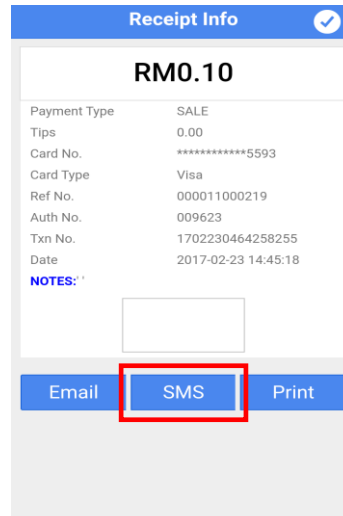 Receipt Info
RM0.10
Payment Type SALE
Tips 0.00
Card No. ************5593
Card Type Visa
Ref No. 000011000219
Auth No. 009623
Txn No. 1702230464258255
Date 2017-02-23 14:45:18
NOTES:' '
Email SMS Print